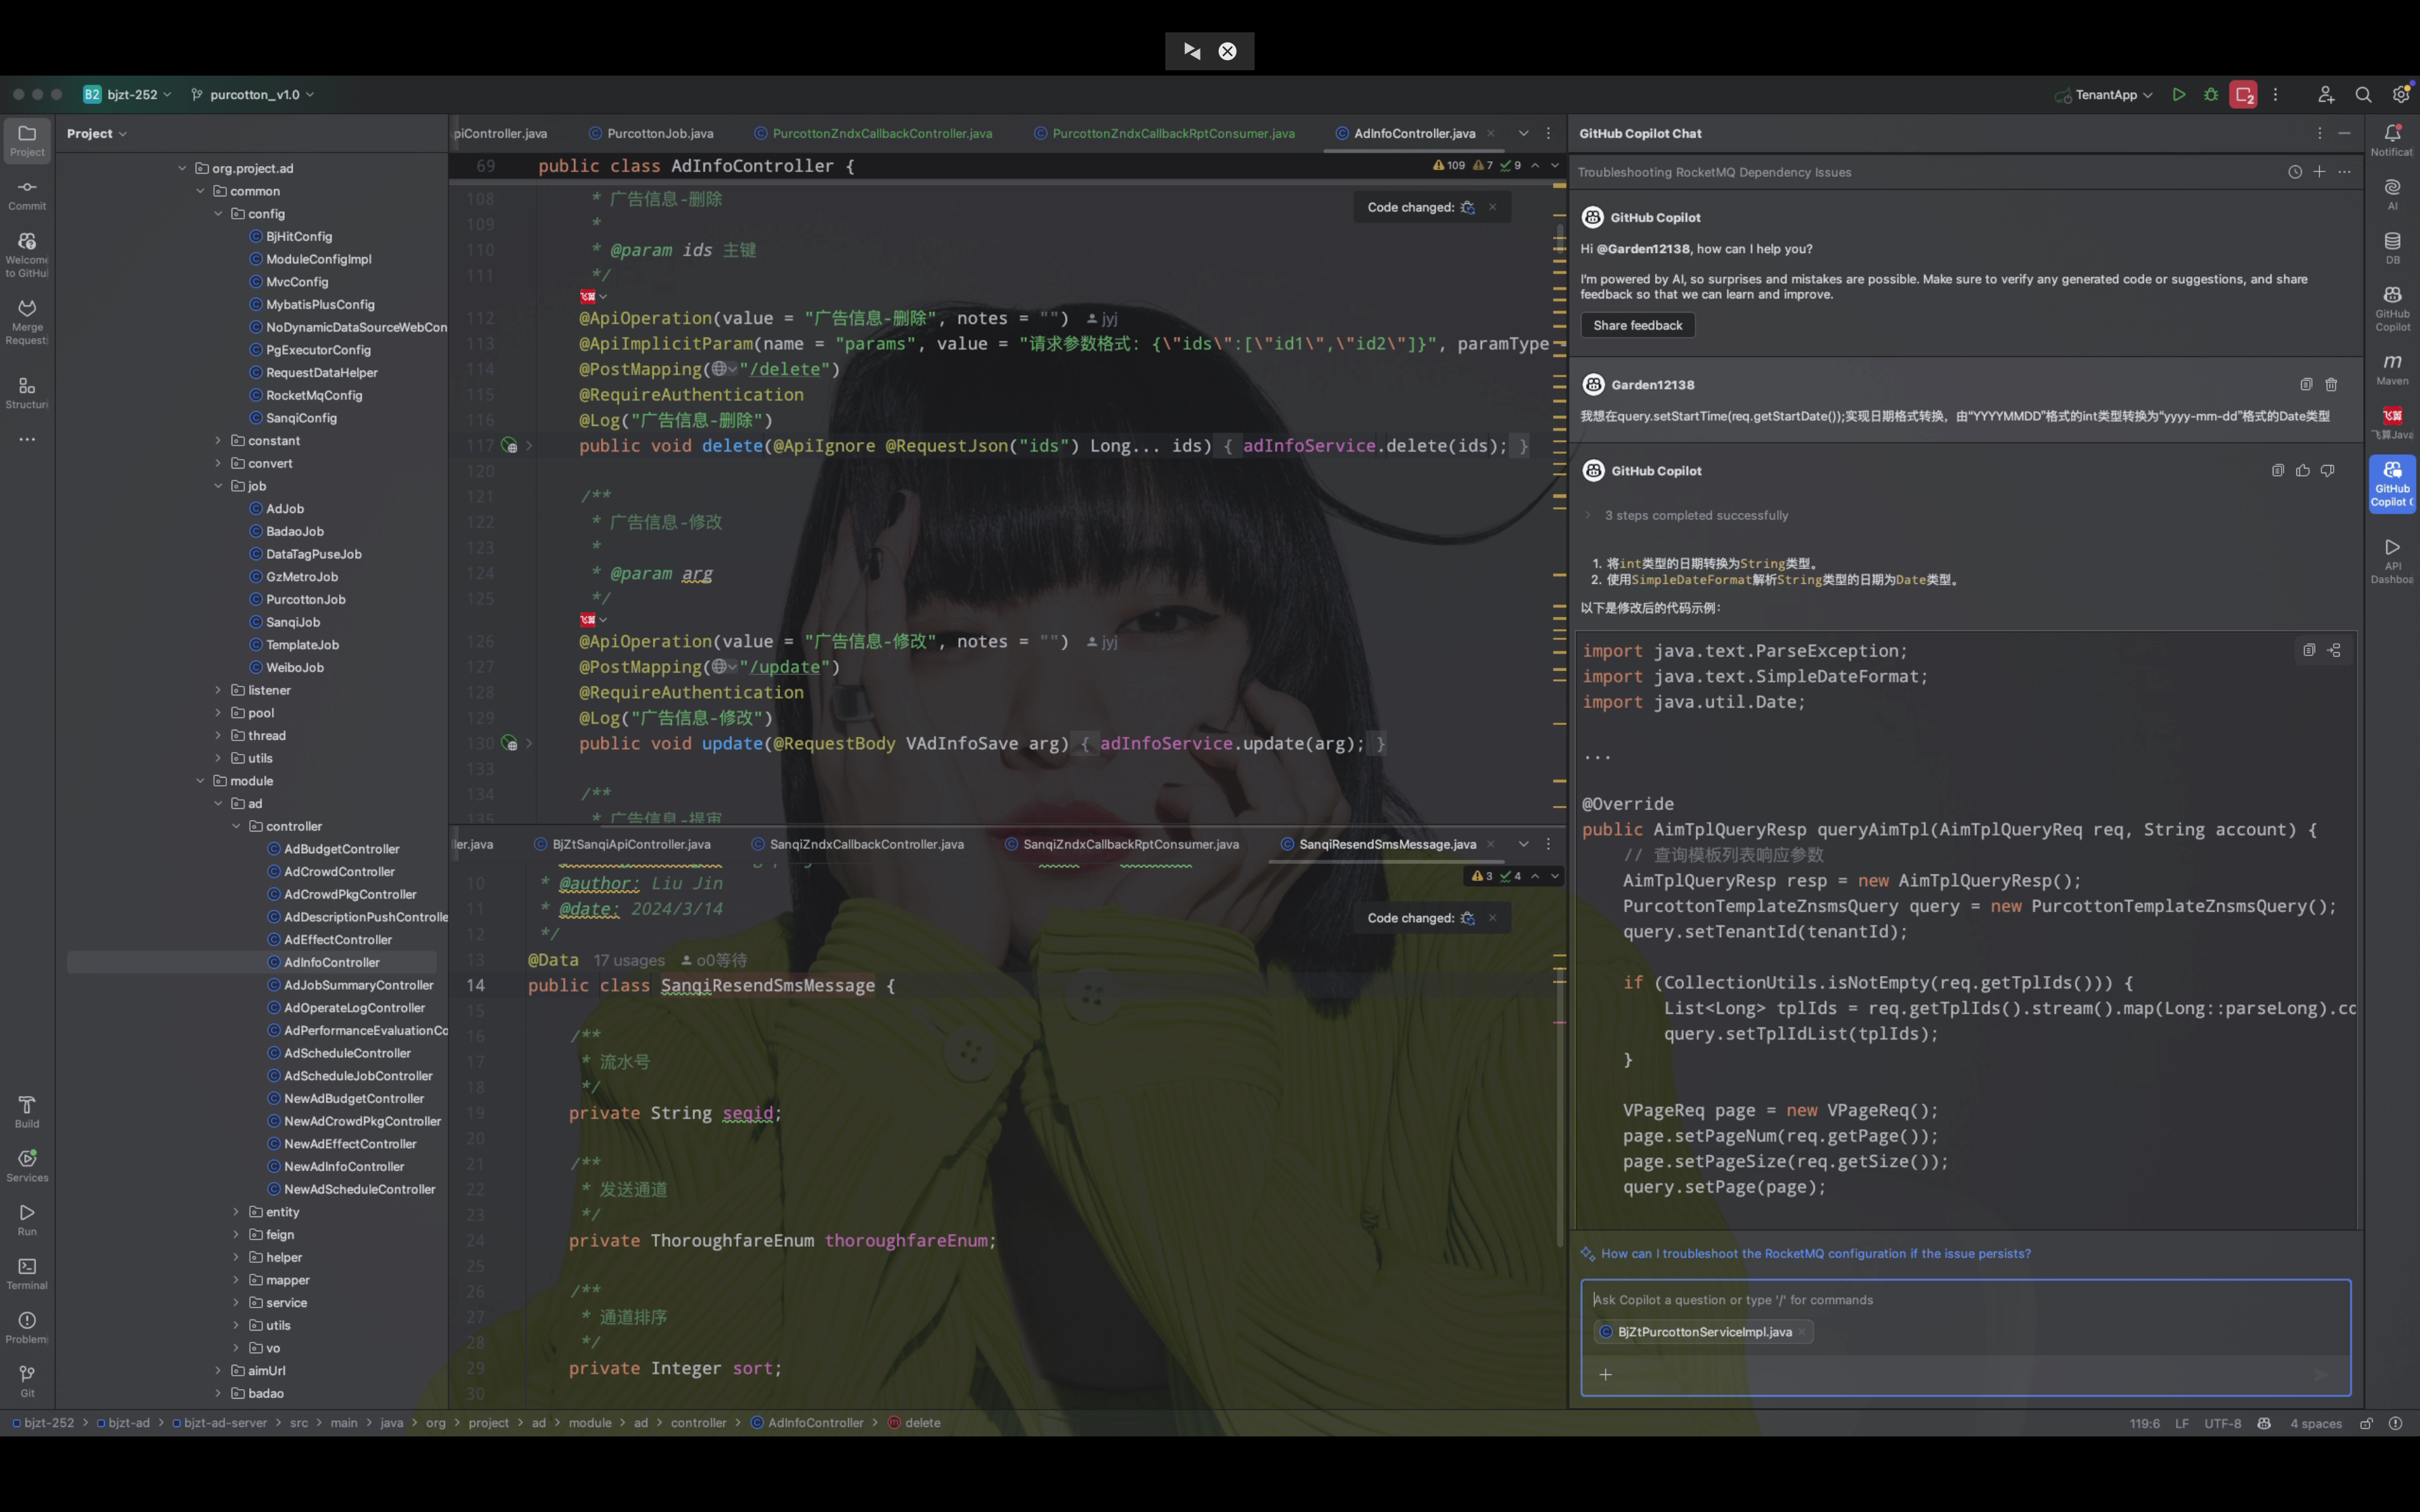 B2 bjzt-252
purcotton_v1.0
TenantApp
2
Project
Commit
Welcome
to GitHu
Merge
Request
Structur
Build
Services
Run
Terminal
Problem
Git
Project
org.project.ad
common
config
BjHitConfig
ModuleConfigImpl
MvcConfig
MybatisPlusConfig
NoDynamicDataSourceWebCon
PgExecutorConfig
RequestDataHelper
RocketMqConfig
SanqiConfig
constant
convert
job
AdJob
BadaoJob
DataTagPuseJob
GzMetroJob
PurcottonJob
SanqiJob
TemplateJob
WeiboJob
listener
pool
thread
utils
module
ad
controller
AdBudgetController
AdCrowdController
AdCrowdPkgController
AdDescriptionPushControlle
AdEffectController
AdInfoController
AdJobSummaryController
AdOperateLogController
AdPerformanceEvaluationCo
AdScheduleController
AdScheduleJobController
NewAdBudgetController
NewAdCrowdPkgController
NewAdEffectController
NewAdInfoController
NewAdScheduleController
entity
feign
helper
mapper
service
utils
vo
aimUrl
badao
piController.java PurcottonJob.java PurcottonZndxCallbackController.java PurcottonZndxCallbackRptConsumer.java AdInfoController.java
69 public class AdInfoController {
109 7 9
Code changed:
108 * 广告信息-删除
109 *
110 * @param ids 主键
111 */
飞算
112 @ApiOperation(value = "广告信息-删除", notes = "") jyj
113 @ApiImplicitParam(name = "params", value = "请求参数格式: {\"ids\":[\"id1\",\"id2\"]}", paramType
114 @PostMapping("/delete")
115 @RequireAuthentication
116 @Log("广告信息-删除")
117 public void delete(@ApiIgnore @RequestJson("ids") Long... ids) { adInfoService.delete(ids); }
120
121 /**
122 * 广告信息-修改
123 *
124 * @param arg
125 */
飞算
126 @ApiOperation(value = "广告信息-修改", notes = "") jyj
127 @PostMapping("/update")
128 @RequireAuthentication
129 @Log("广告信息-修改")
130 public void update(@RequestBody VAdInfoSave arg) { adInfoService.update(arg); }
133
134 /**
135 * 广告信息-提审
ler.java BjZtSanqiApiController.java SanqiZndxCallbackController.java SanqiZndxCallbackRptConsumer.java SanqiResendSmsMessage.java
3 4
Code changed:
10 * @author: Liu Jin
11 * @date: 2024/3/14
12 */
13 @Data 17 usages o0等待
14 public class SanqiResendSmsMessage {
15
16 /**
17 * 流水号
18 */
19 private String seqid;
20
21 /**
22 * 发送通道
23 */
24 private ThoroughfareEnum thoroughfareEnum;
25
26 /**
27 * 通道排序
28 */
29 private Integer sort;
30
GitHub Copilot Chat
Troubleshooting RocketMQ Dependency Issues
GitHub Copilot
Hi @Garden12138, how can I help you?
I'm powered by AI, so surprises and mistakes are possible. Make sure to verify any generated code or suggestions, and share
feedback so that we can learn and improve.
Share feedback
Garden12138
我想在query.setStartTime(req.getStartDate());实现日期格式转换，由“YYYYMMDD”格式的int类型转换为“yyyy-mm-dd”格式的Date类型
GitHub Copilot
3 steps completed successfully
1. 将int类型的日期转换为String类型。
2. 使用SimpleDateFormat解析String类型的日期为Date类型。
以下是修改后的代码示例：
import java.text.ParseException;
import java.text.SimpleDateFormat;
import java.util.Date;
...
@Override
public AimTplQueryResp queryAimTpl(AimTplQueryReq req, String account) {
// 查询模板列表响应参数
AimTplQueryResp resp = new AimTplQueryResp();
PurcottonTemplateZnsmsQuery query = new PurcottonTemplateZnsmsQuery();
query.setTenantId(tenantId);
if (CollectionUtils.isNotEmpty(req.getTplIds())) {
List<Long> tplIds = req.getTplIds().stream().map(Long::parseLong).cc
query.setTplIdList(tplIds);
}
VPageReq page = new VPageReq();
page.setPageNum(req.getPage());
page.setPageSize(req.getSize());
query.setPage(page);
How can I troubleshoot the RocketMQ configuration if the issue persists?
Ask Copilot a question or type '/' for commands
BjZtPurcottonServiceImpl.java
Notificat
AI
DB
GitHub
Copilot
m
Maven
飞算
飞算Java
GitHub
Copilot C
API
Dashboa
bjzt-252 > bjzt-ad > bjzt-ad-server > src > main > java > org > project > ad > module > ad > controller > AdInfoController > delete
119:6 LF UTF-8 4 spaces